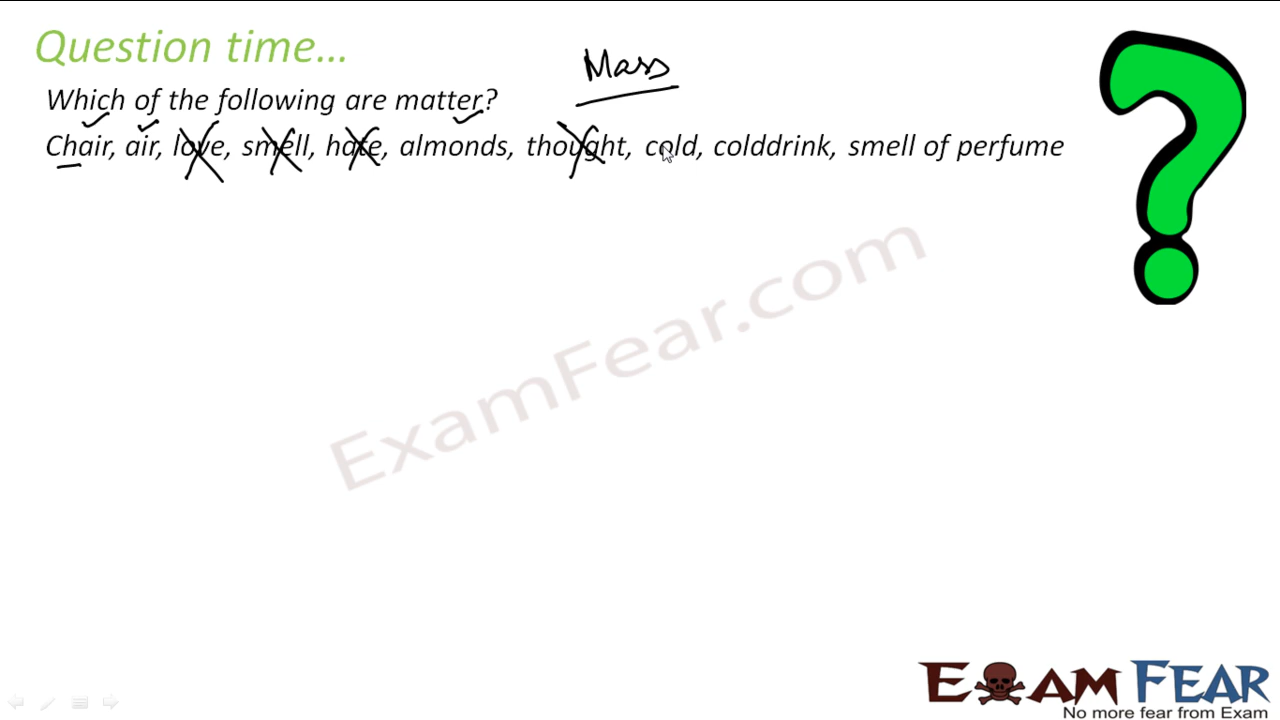 Question time...
Mass
Which of the following are matter?
Chair, air, love, smell, hate, almonds, thought, cold, colddrink, smell of perfume
ExamFear.com
EXAM FEAR
No more fear from Exam